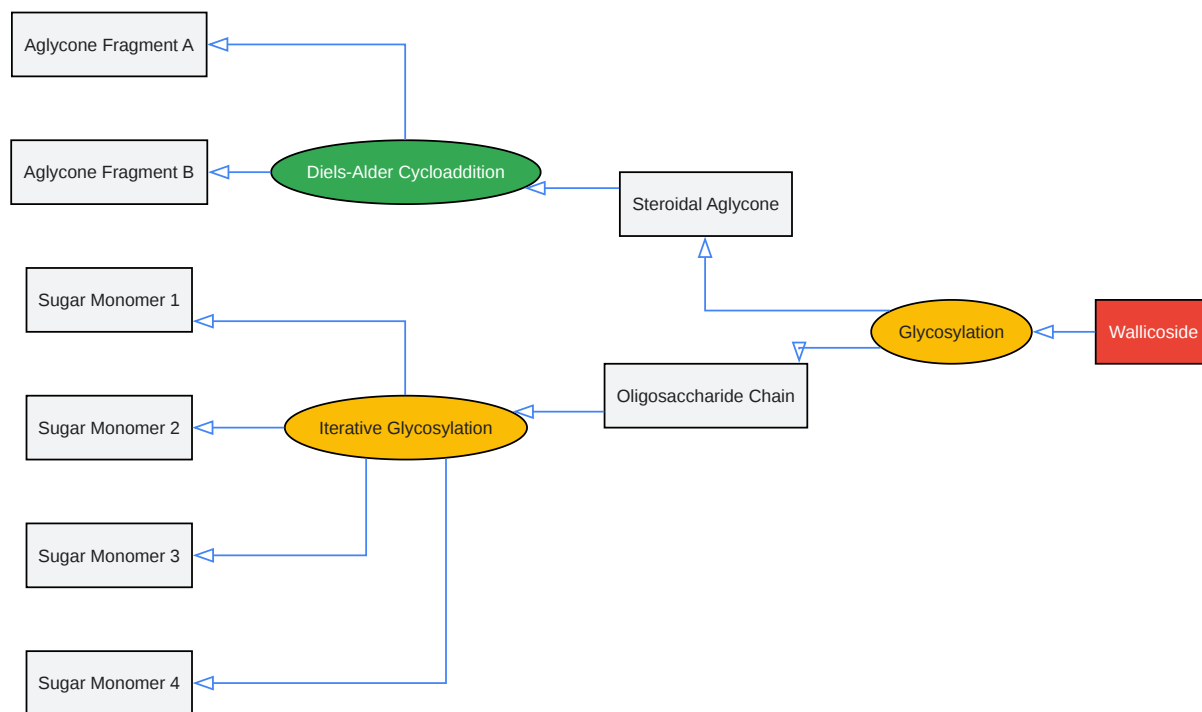 Aglycone Fragment A
Aglycone Fragment B
Diels-Alder Cycloaddition
Steroidal Aglycone
Sugar Monomer 1
Glycosylation
Wallicoside
Oligosaccharide Chain
Sugar Monomer 2
Iterative Glycosylation
Sugar Monomer 3
Sugar Monomer 4